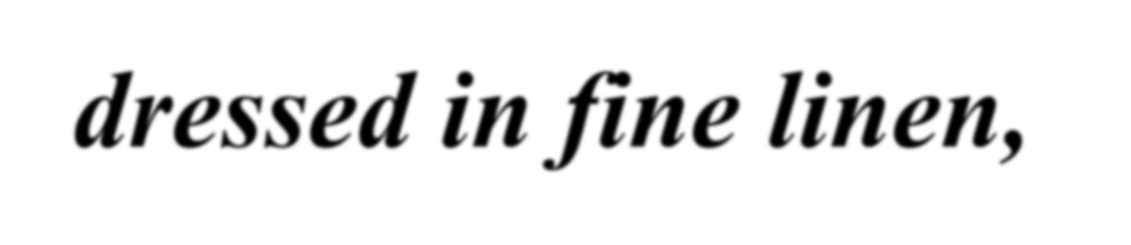 dressed in fine linen,